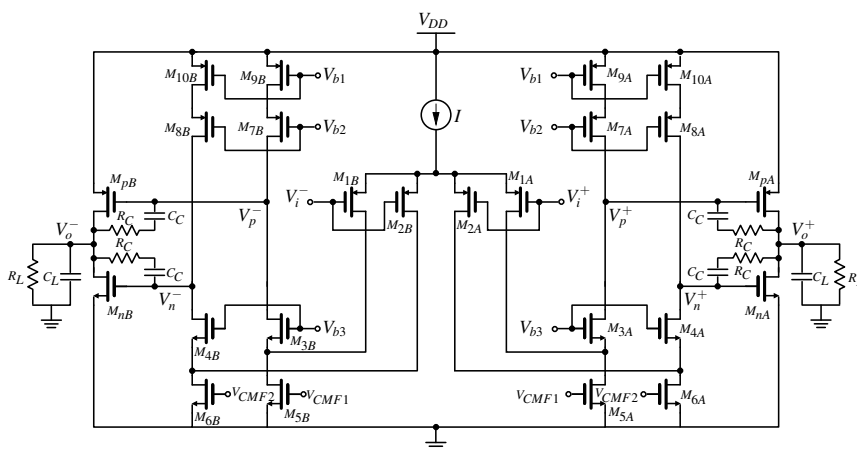 V_DD
M_10B M_9B V_b1 V_b1 M_9A M_10A
I
M_8B M_7B V_b2 V_b2 M_7A M_8A
M_pB M_1B M_1A M_pA
V_i^- V_i^+
V_o^- R_C C_C V_p^- M_2B M_2A V_p^+ C_C R_C V_o^+
R_C C_C C_C R_C
R_L C_L C_L R
M_nB V_n^- V_n^+ M_nA
M_4B M_3B V_b3 V_b3 M_3A M_4A
V_CMF2 V_CMF1 V_CMF1 V_CMF2
M_6B M_5B M_5A M_6A